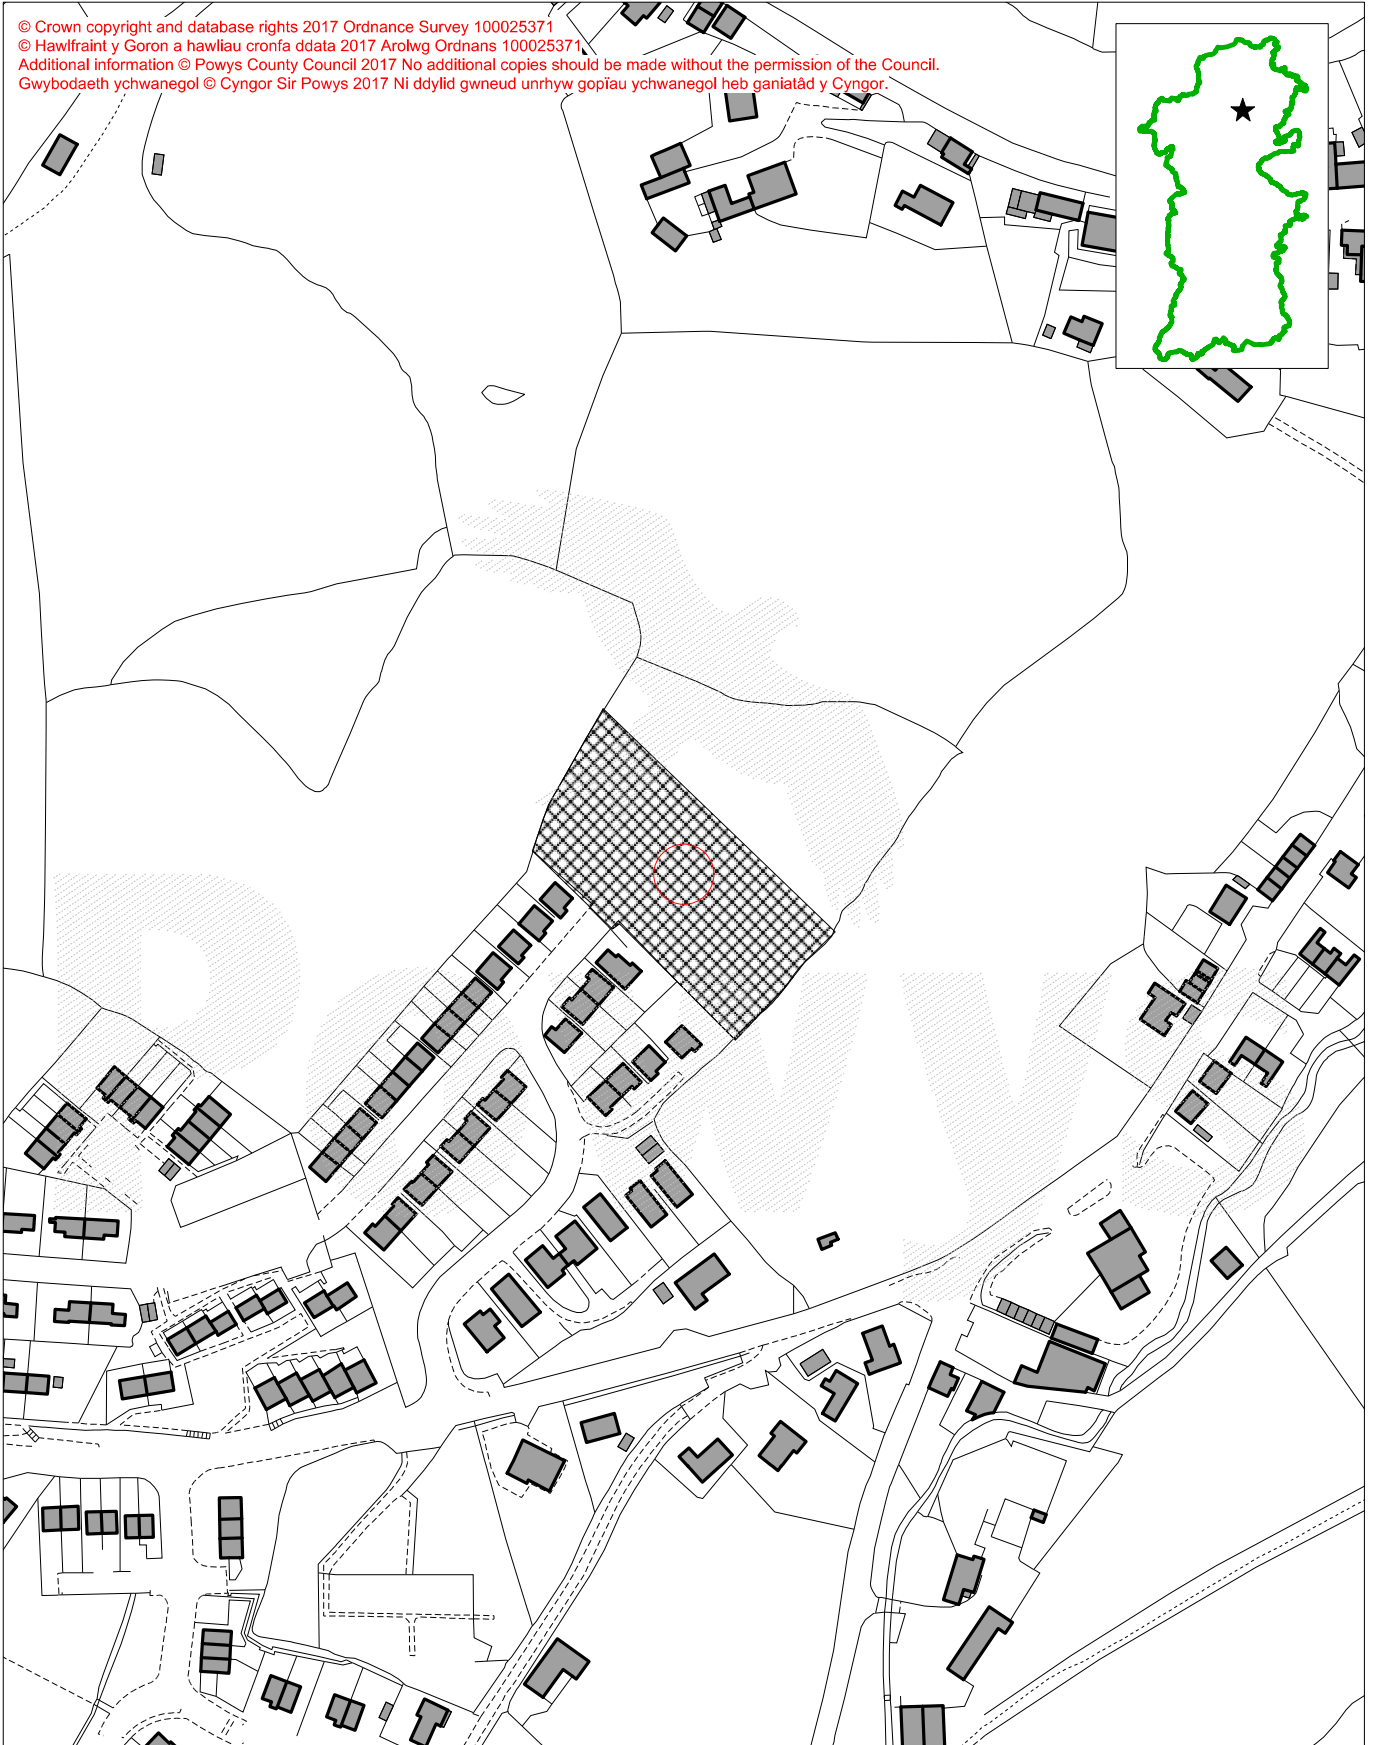 © Crown copyright and database rights 2017 Ordnance Survey 100025371
© Hawlfraint y Goron a hawliau cronfa ddata 2017 Arolwg Ordnans 100025371
Additional information © Powys County Council 2017 No additional copies should be made without the permission of the Council.
Gwybodaeth ychwanegol © Cyngor Sir Powys 2017 Ni ddylid gwneud unrhyw gopïau ychwanegol heb ganiatâd y Cyngor.